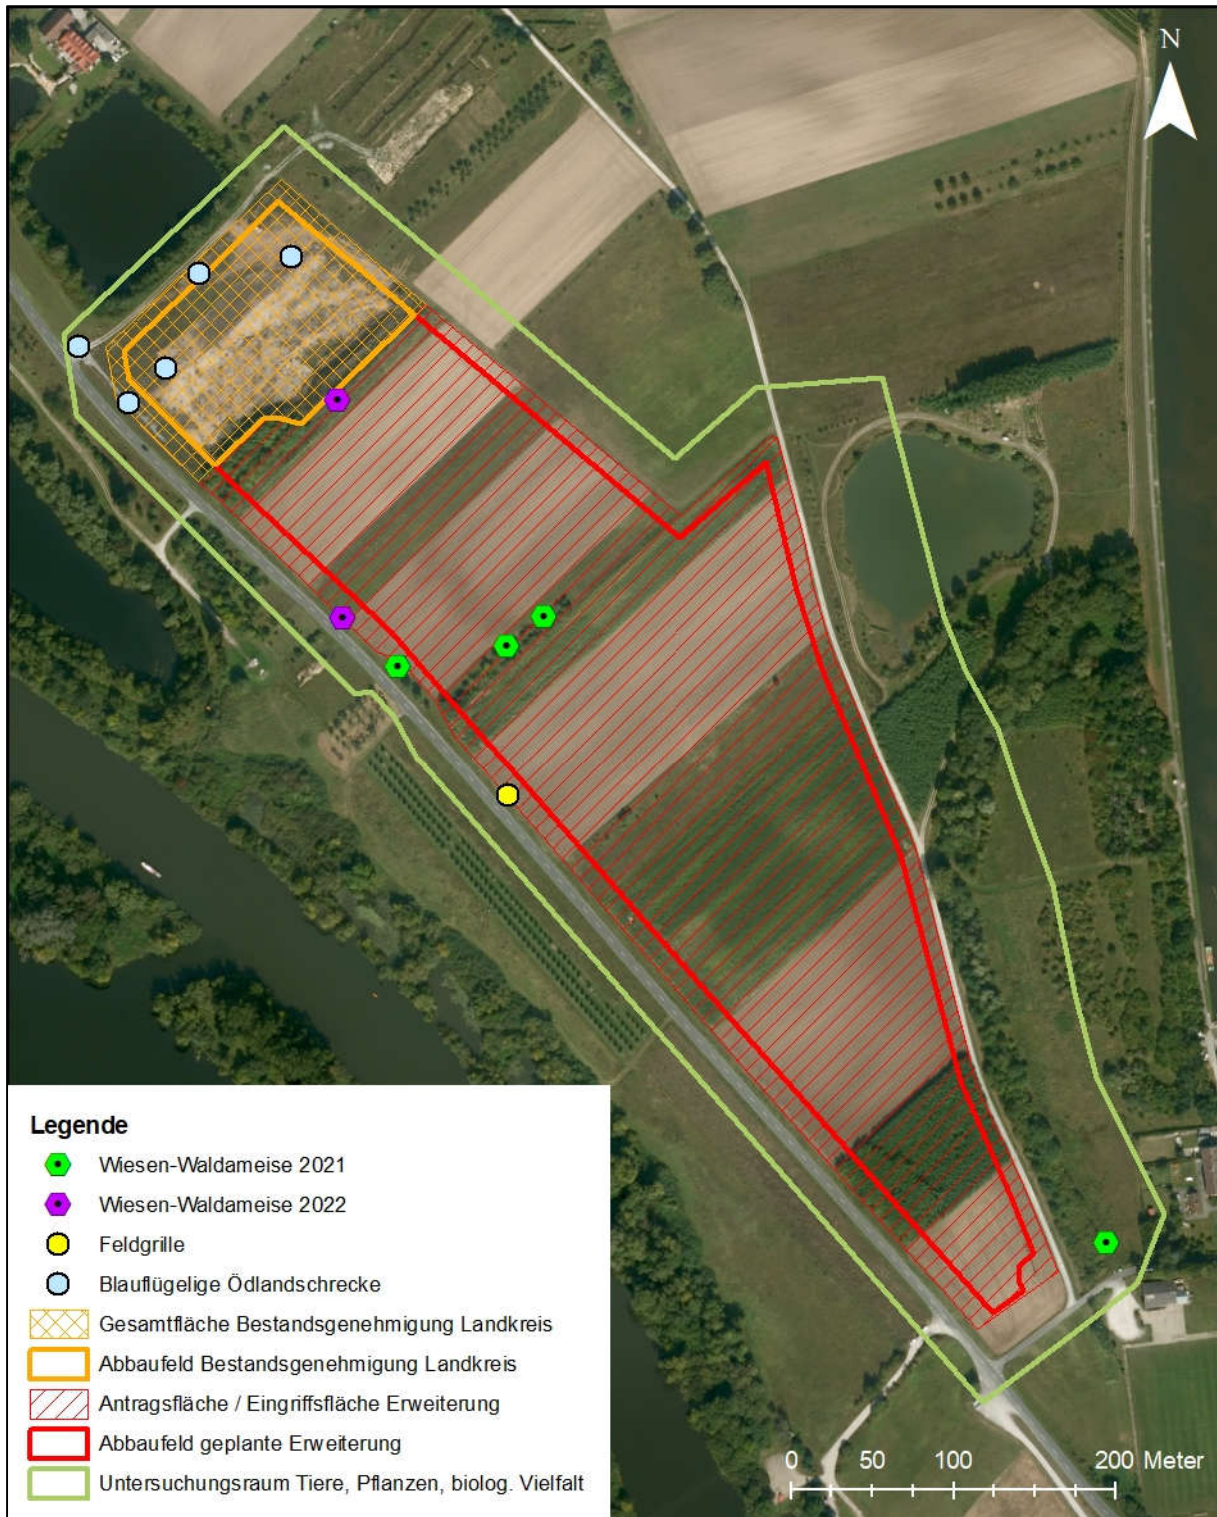 N
Legende
Wiesen-Waldameise 2021
Wiesen-Waldameise 2022
Feldgrille
Blauflügelige Ödlandschrecke
Gesamtfläche Bestandsgenehmigung Landkreis
Abbaufeld Bestandsgenehmigung Landkreis
Antragsfläche / Eingriffsfläche Erweiterung
Abbaufeld geplante Erweiterung
Untersuchungsraum Tiere, Pflanzen, biolog. Vielfalt
0 50 100 200 Meter